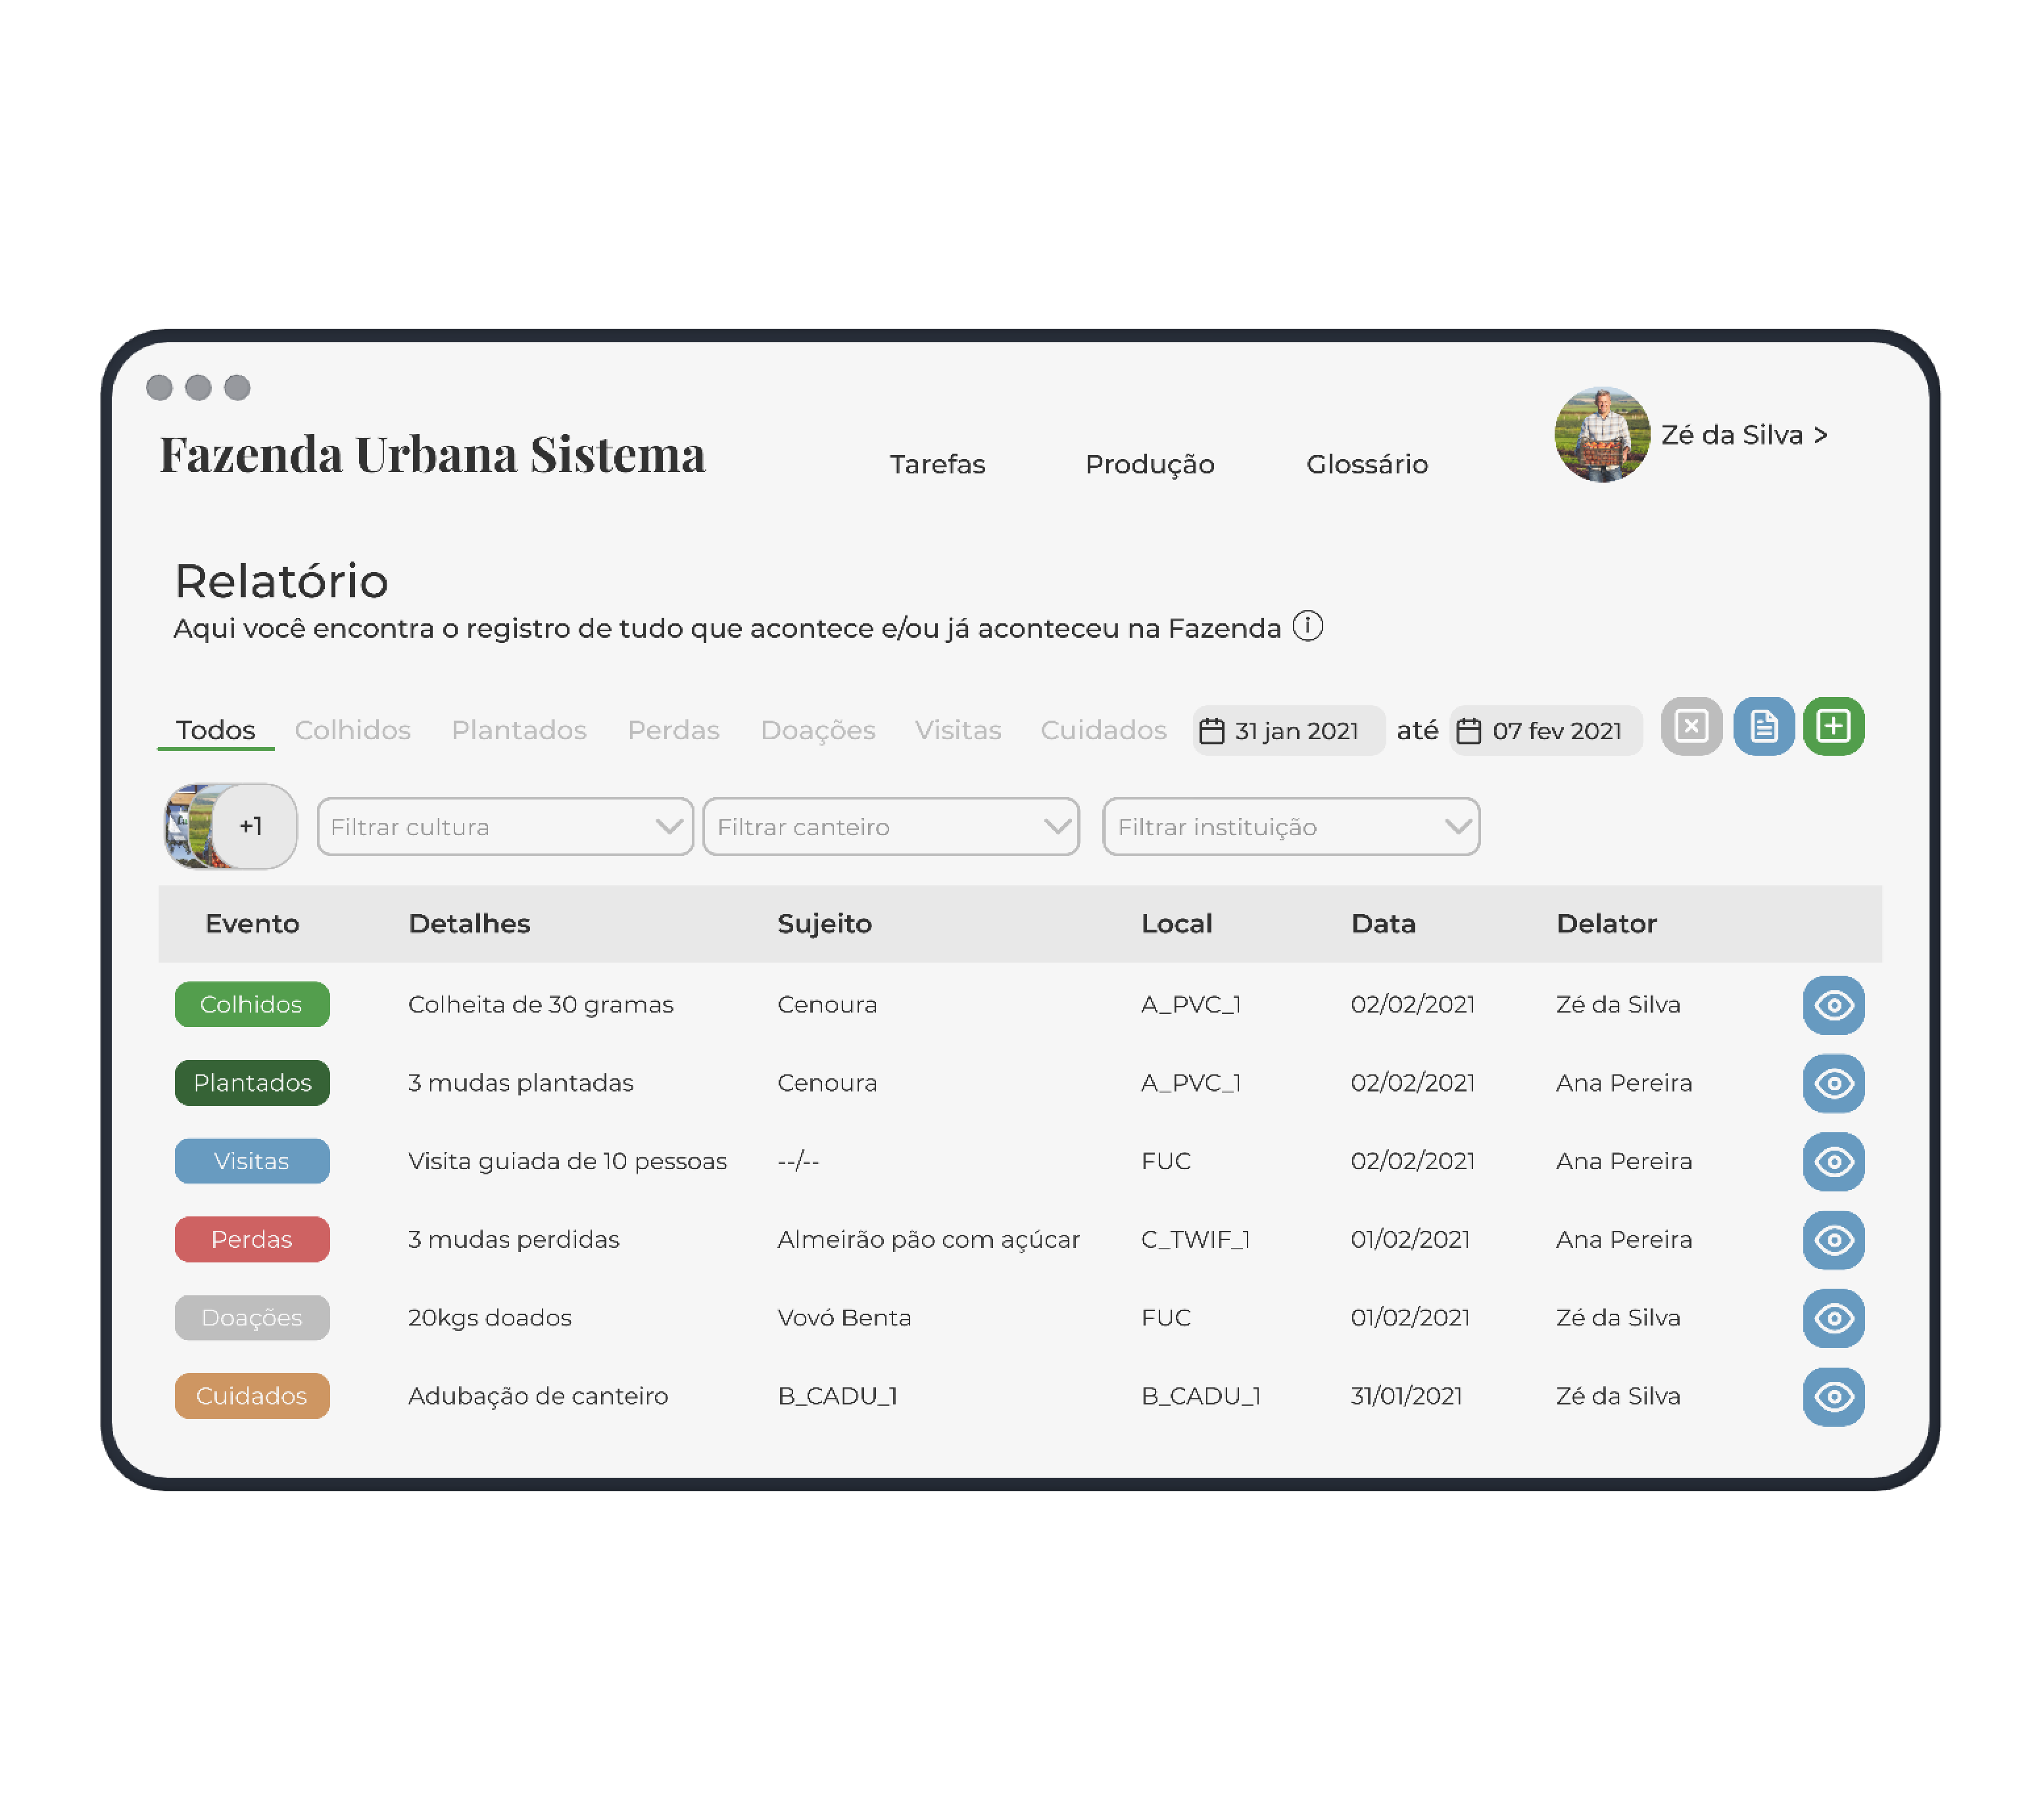 Fazenda Urbana Sistema
Tarefas
Produção
Glossário
Zé da Silva >
Relatório
Aqui você encontra o registro de tudo que acontece e/ou já aconteceu na Fazenda
Todos
Colhidos
Plantados
Perdas
Doações
Visitas
Cuidados
31 jan 2021 até 07 fev 2021
+1
Filtrar cultura
Filtrar canteiro
Filtrar instituição
Evento Detalhes Sujeito Local Data Delator
Colhidos Colheita de 30 gramas Cenoura A_PVC_1 02/02/2021 Zé da Silva
Plantados 3 mudas plantadas Cenoura A_PVC_1 02/02/2021 Ana Pereira
Visitas Visíta guiada de 10 pessoas --/-- FUC 02/02/2021 Ana Pereira
Perdas 3 mudas perdidas Almeirão pão com açúcar C_TWIF_1 01/02/2021 Ana Pereira
Doações 20kgs doados Vovó Benta FUC 01/02/2021 Zé da Silva
Cuidados Adubação de canteiro B_CADU_1 B_CADU_1 31/01/2021 Zé da Silva